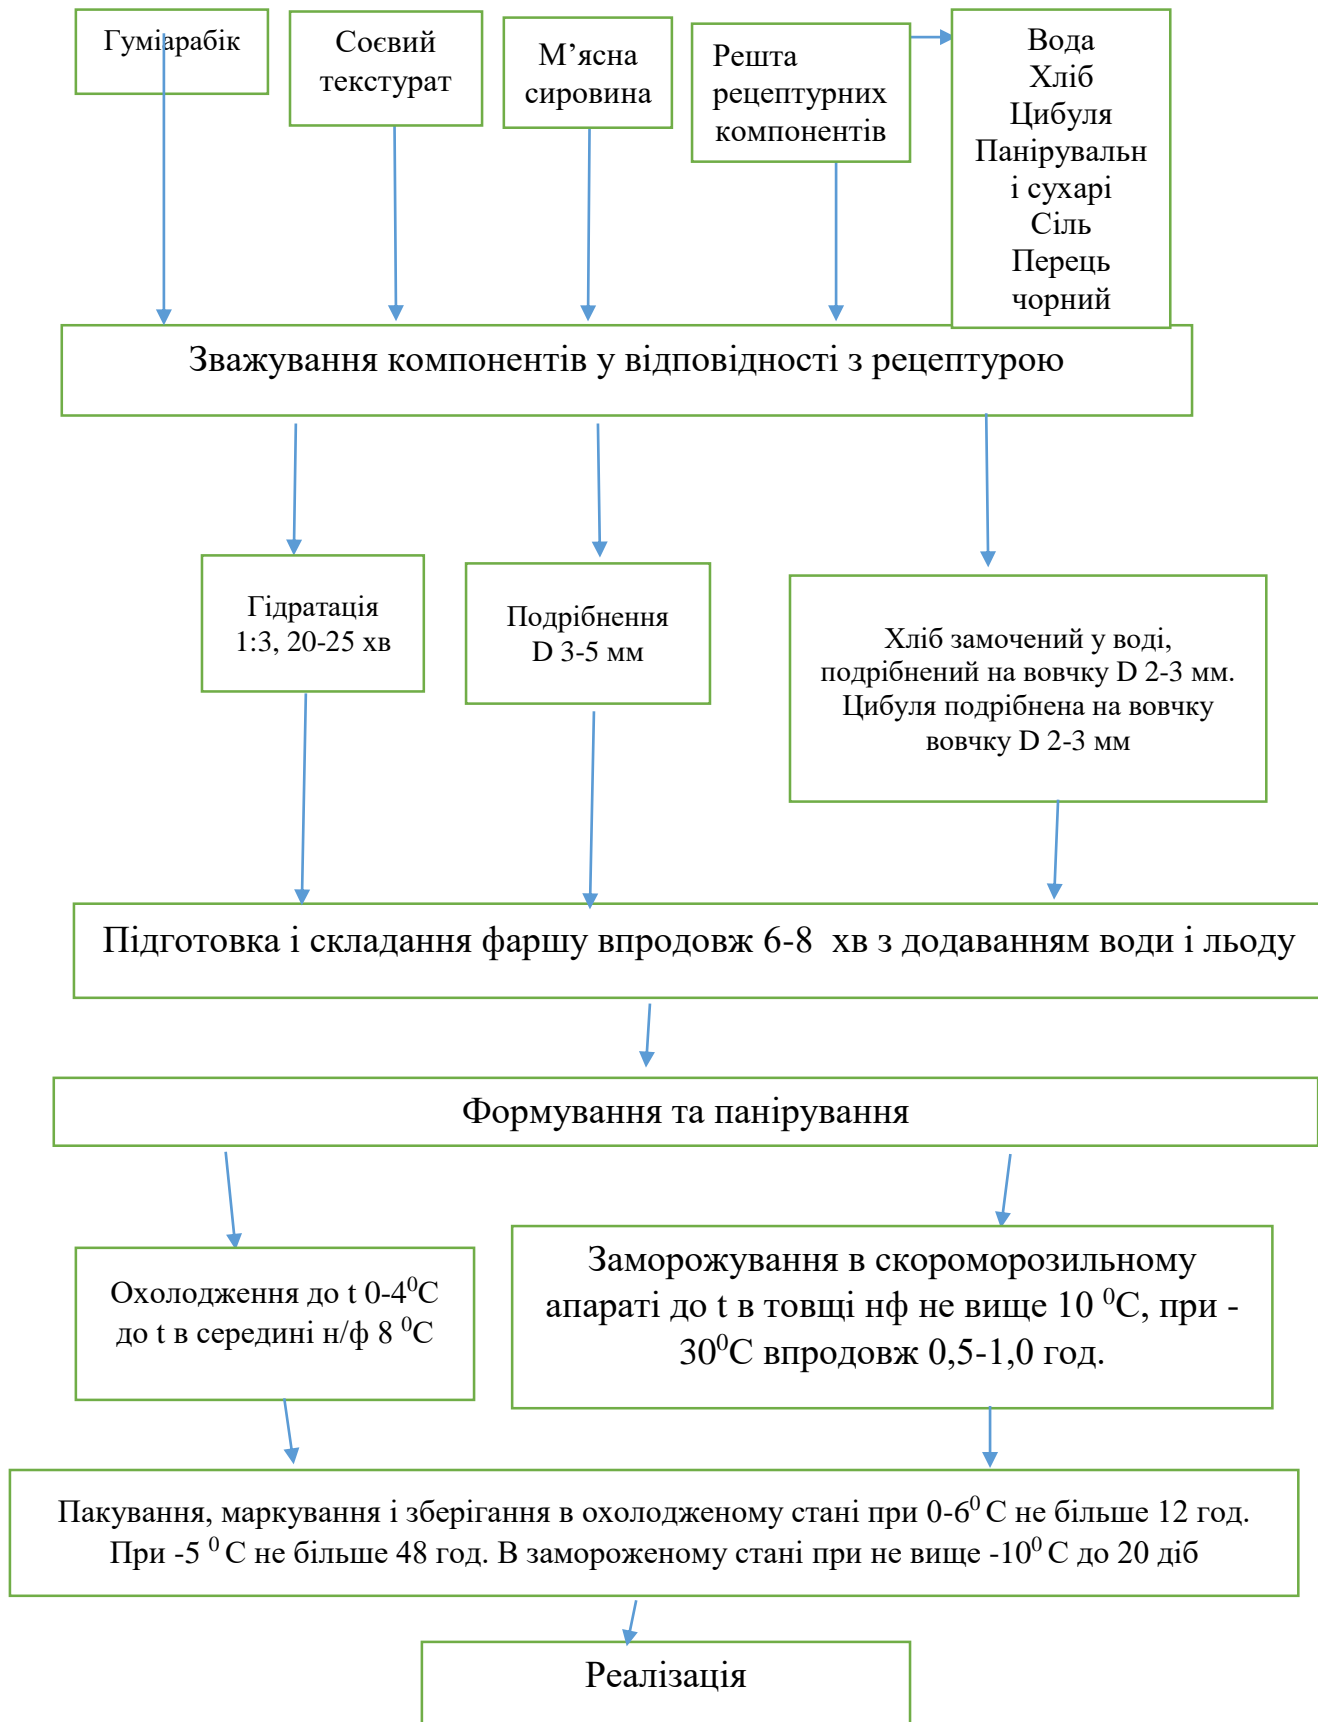 Гуміарабік
Соєвий
текстурат
М’ясна
сировина
Решта
рецептурних
компонентів
Вода
Хліб
Цибуля
Панірувальн
і сухарі
Сіль
Перець
чорний
Зважування компонентів у відповідності з рецептурою
Гідратація
1:3, 20-25 хв
Подрібнення
D 3-5 мм
Хліб замочений у воді,
подрібнений на вовчку D 2-3 мм.
Цибуля подрібнена на вовчку
вовчку D 2-3 мм
Підготовка і складання фаршу впродовж 6-8 хв з додаванням води і льоду
Формування та панірування
Охолодження до t 0-4⁰С
до t в середині н/ф 8 ⁰С
Заморожування в скороморозильному
апараті до t в товщі нф не вище 10 ⁰С, при -
30⁰С впродовж 0,5-1,0 год.
Пакування, маркування і зберігання в охолодженому стані при 0-6⁰ С не більше 12 год.
При -5 ⁰ С не більше 48 год. В замороженому стані при не вище -10⁰ С до 20 діб
Реалізація